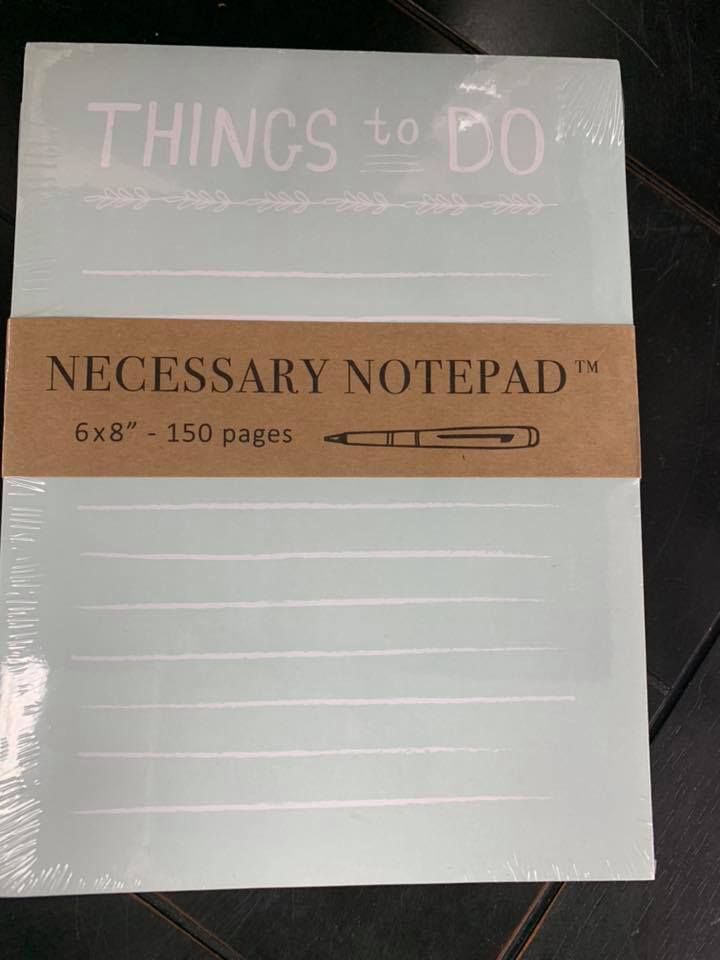 THINGS to DO
NECESSARY NOTEPAD™
6x8" - 150 pages